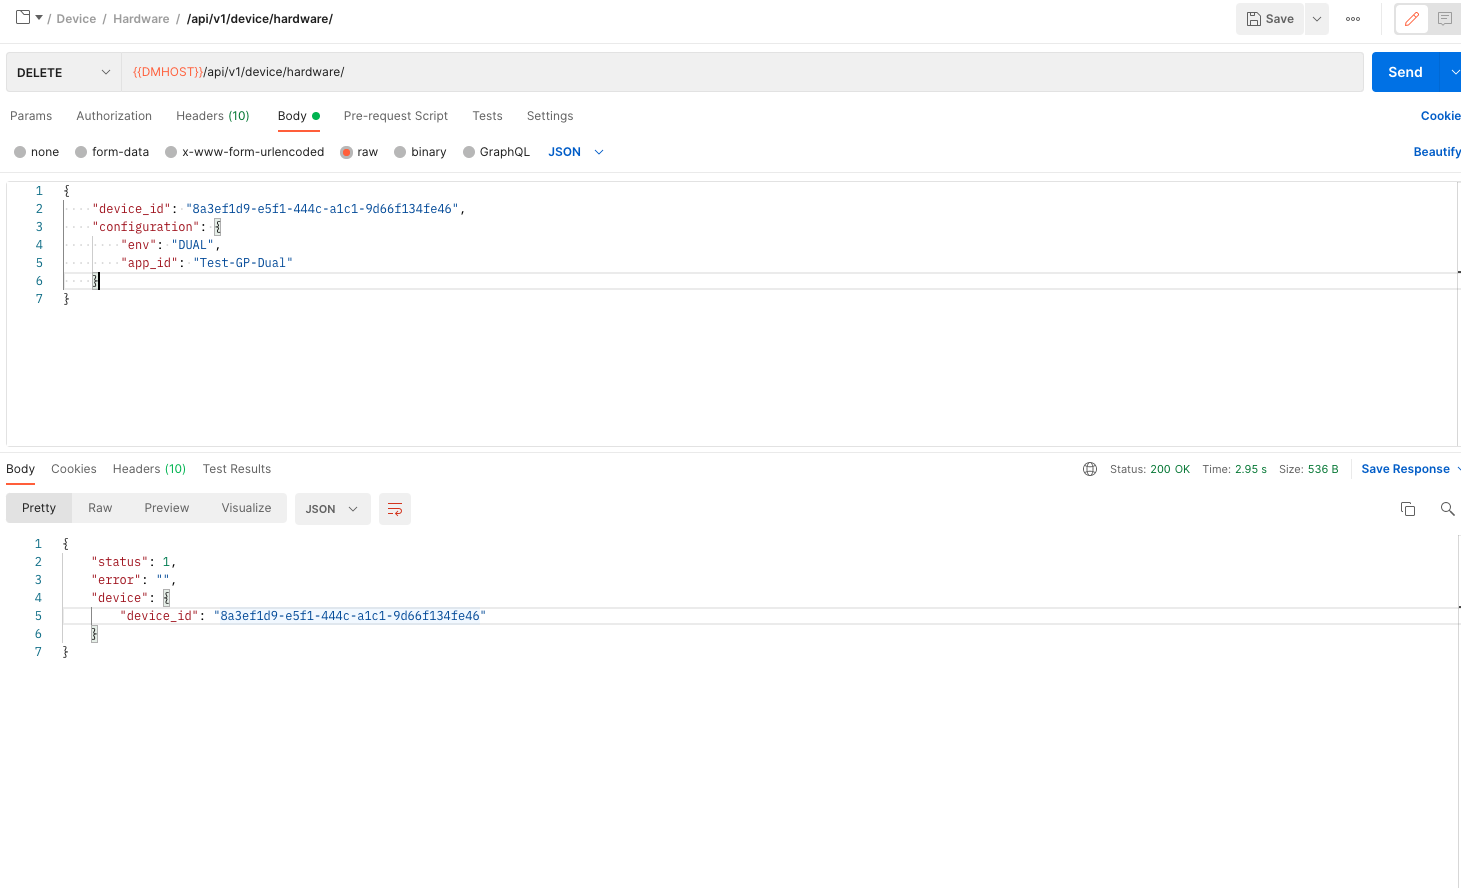 / Device / Hardware / /api/v1/device/hardware/
Save
DELETE
{{DMHOST}}/api/v1/device/hardware/
Send
Params Authorization Headers (10) Body Pre-request Script Tests Settings
Cookie
none form-data x-www-form-urlencoded raw binary GraphQL JSON
Beautify
1 {
2 "device_id": "8a3ef1d9-e5f1-444c-a1c1-9d66f134fe46",
3 "configuration": {
4 "env": "DUAL",
5 "app_id": "Test-GP-Dual"
6 }
7 }
Body Cookies Headers (10) Test Results
Status: 200 OK Time: 2.95 s Size: 536 B Save Response
Pretty Raw Preview Visualize JSON
1 {
2 "status": 1,
3 "error": "",
4 "device": {
5 "device_id": "8a3ef1d9-e5f1-444c-a1c1-9d66f134fe46"
6 }
7 }